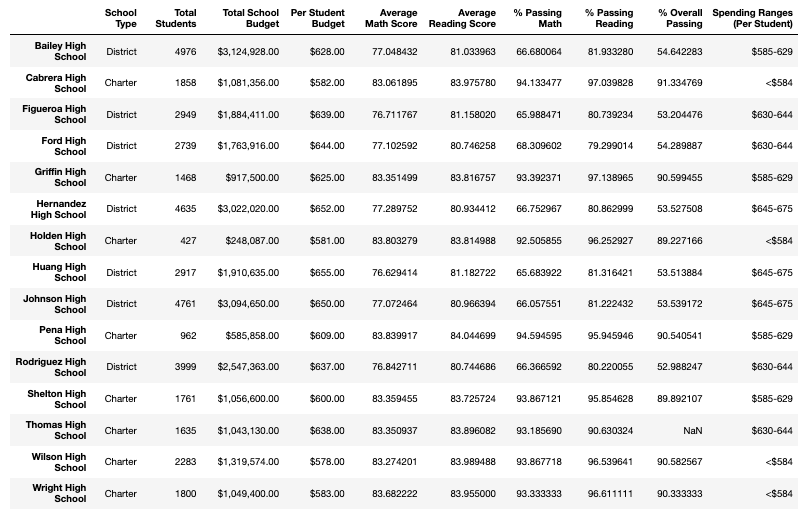 School Type Total Students Total School Budget Per Student Budget Average Math Score Average Reading Score % Passing Math % Passing Reading % Overall Passing Spending Ranges (Per Student)
Bailey High School District 4976 $3,124,928.00 $628.00 77.048432 81.033963 66.680064 81.933280 54.642283 $585-629
Cabrera High School Charter 1858 $1,081,356.00 $582.00 83.061895 83.975780 94.133477 97.039828 91.334769 <$584
Figueroa High School District 2949 $1,884,411.00 $639.00 76.711767 81.158020 65.988471 80.739234 53.204476 $630-644
Ford High School District 2739 $1,763,916.00 $644.00 77.102592 80.746258 68.309602 79.299014 54.289887 $630-644
Griffin High School Charter 1468 $917,500.00 $625.00 83.351499 83.816757 93.392371 97.138965 90.599455 $585-629
Hernandez High School District 4635 $3,022,020.00 $652.00 77.289752 80.934412 66.752967 80.862999 53.527508 $645-675
Holden High School Charter 427 $248,087.00 $581.00 83.803279 83.814988 92.505855 96.252927 89.227166 <$584
Huang High School District 2917 $1,910,635.00 $655.00 76.629414 81.182722 65.683922 81.316421 53.513884 $645-675
Johnson High School District 4761 $3,094,650.00 $650.00 77.072464 80.966394 66.057551 81.222432 53.539172 $645-675
Pena High School Charter 962 $585,858.00 $609.00 83.839917 84.044699 94.594595 95.945946 90.540541 $585-629
Rodriguez High School District 3999 $2,547,363.00 $637.00 76.842711 80.744686 66.366592 80.220055 52.988247 $630-644
Shelton High School Charter 1761 $1,056,600.00 $600.00 83.359455 83.725724 93.867121 95.854628 89.892107 $585-629
Thomas High School Charter 1635 $1,043,130.00 $638.00 83.350937 83.896082 93.185690 90.630324 NaN $630-644
Wilson High School Charter 2283 $1,319,574.00 $578.00 83.274201 83.989488 93.867718 96.539641 90.582567 <$584
Wright High School Charter 1800 $1,049,400.00 $583.00 83.682222 83.955000 93.333333 96.611111 90.333333 <$584